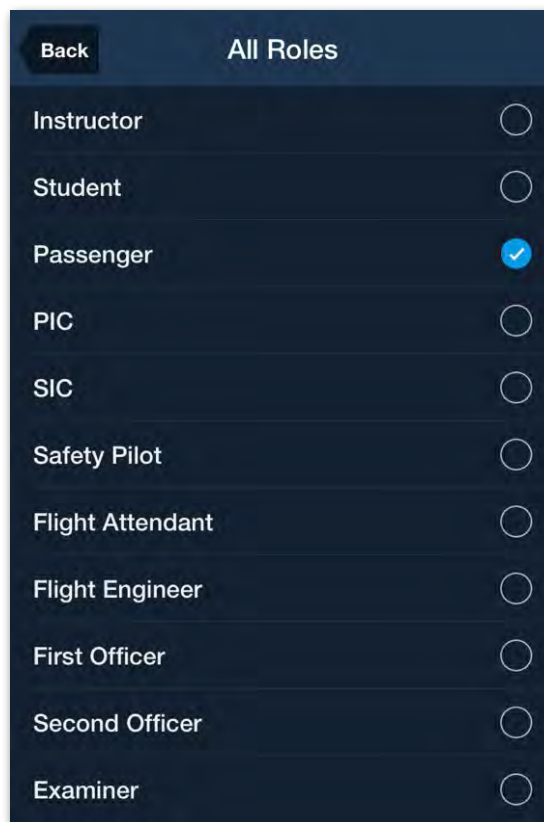 Back
All Roles
Instructor
Student
Passenger
PIC
SIC
Safety Pilot
Flight Attendant
Flight Engineer
First Officer
Second Officer
Examiner